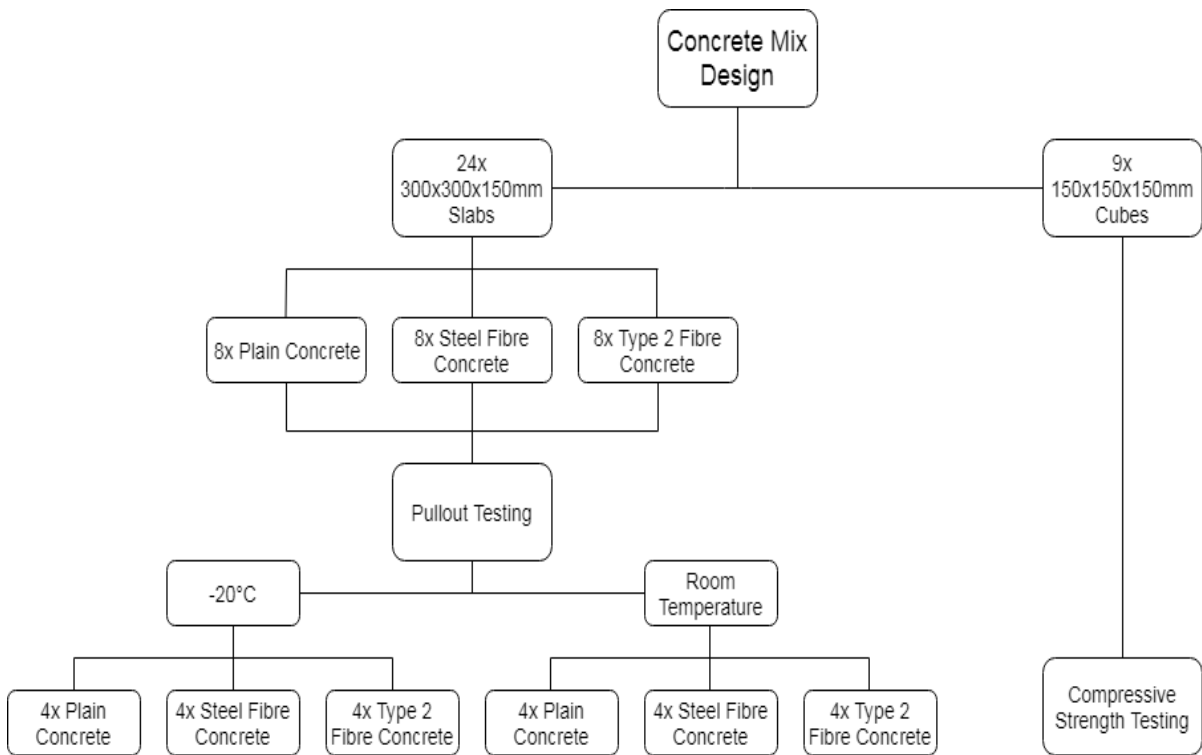 Concrete Mix
Design
24x
300x300x150mm
Slabs
9x
150x150x150mm
Cubes
8x Plain Concrete
8x Steel Fibre
Concrete
8x Type 2 Fibre
Concrete
Pullout Testing
-20°C
Room
Temperature
4x Plain
Concrete
4x Steel Fibre
Concrete
4x Type 2
Fibre Concrete
4x Plain
Concrete
4x Steel Fibre
Concrete
4x Type 2
Fibre Concrete
Compressive
Strength Testing